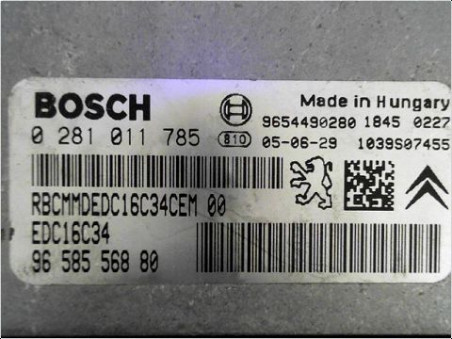 BOSCH
Made in Hungary
9654490280 1845 0227
0 281 011 785 810 05-06-29 1039S07455
RBCMMDEDC16C34CEM 00
EDC16C34
96 585 568 80